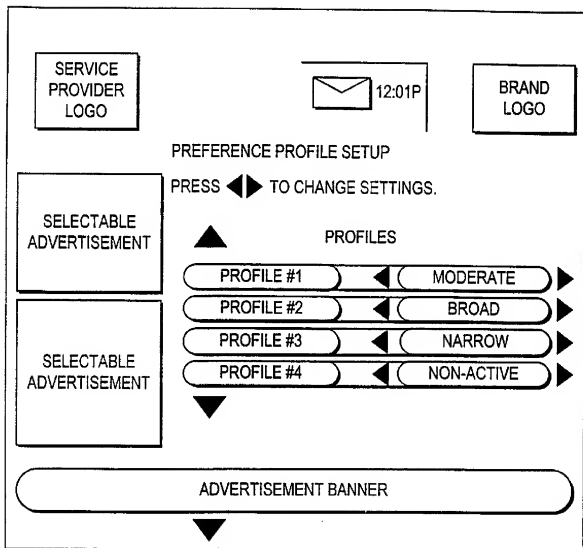 SERVICE
PROVIDER
LOGO
12:01P
BRAND
LOGO
PREFERENCE PROFILE SETUP
PRESS ◀▶ TO CHANGE SETTINGS.
SELECTABLE
ADVERTISEMENT
PROFILES
PROFILE #1 MODERATE
PROFILE #2 BROAD
PROFILE #3 NARROW
PROFILE #4 NON-ACTIVE
SELECTABLE
ADVERTISEMENT
ADVERTISEMENT BANNER